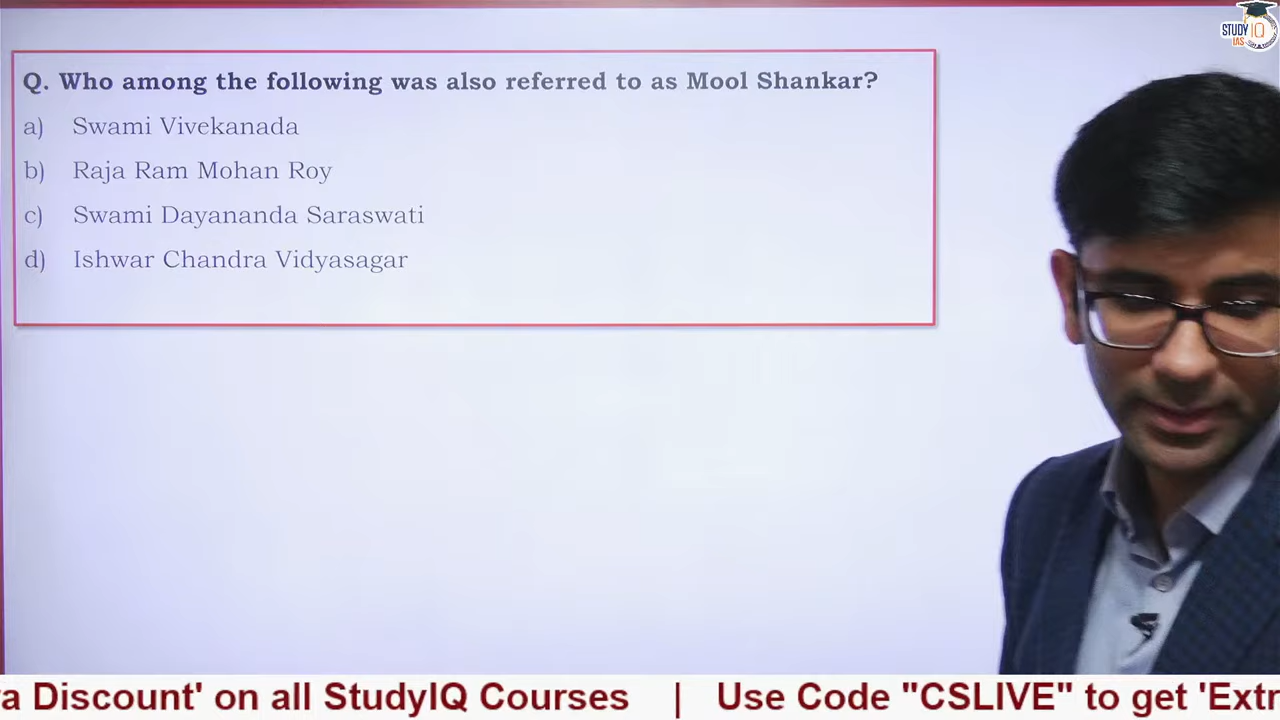 STUDY IQ
IAS
Q. Who among the following was also referred to as Mool Shankar?
a) Swami Vivekanada
b) Raja Ram Mohan Roy
c) Swami Dayananda Saraswati
d) Ishwar Chandra Vidyasagar
a Discount' on all StudyIQ Courses | Use Code "CSLIVE" to get 'Extr